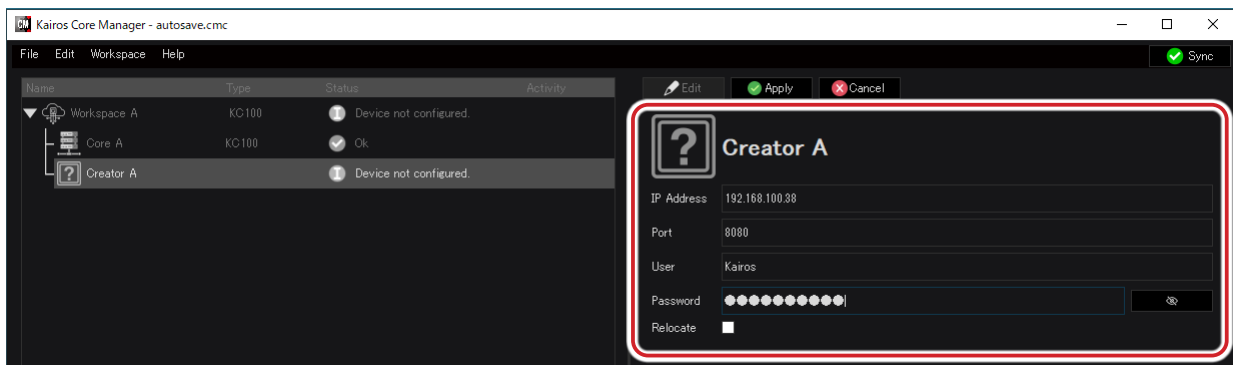 CM Kairos Core Manager - autosave.cmc
File Edit Workspace Help Sync
Name Type Status Activity Edit Apply Cancel
Workspace A KC100 Device not configured.
Core A KC100 Ok
Creator A Device not configured.
Creator A
IP Address 192.168.100.38
Port 8080
User Kairos
Password ●●●●●●●●●●
Relocate